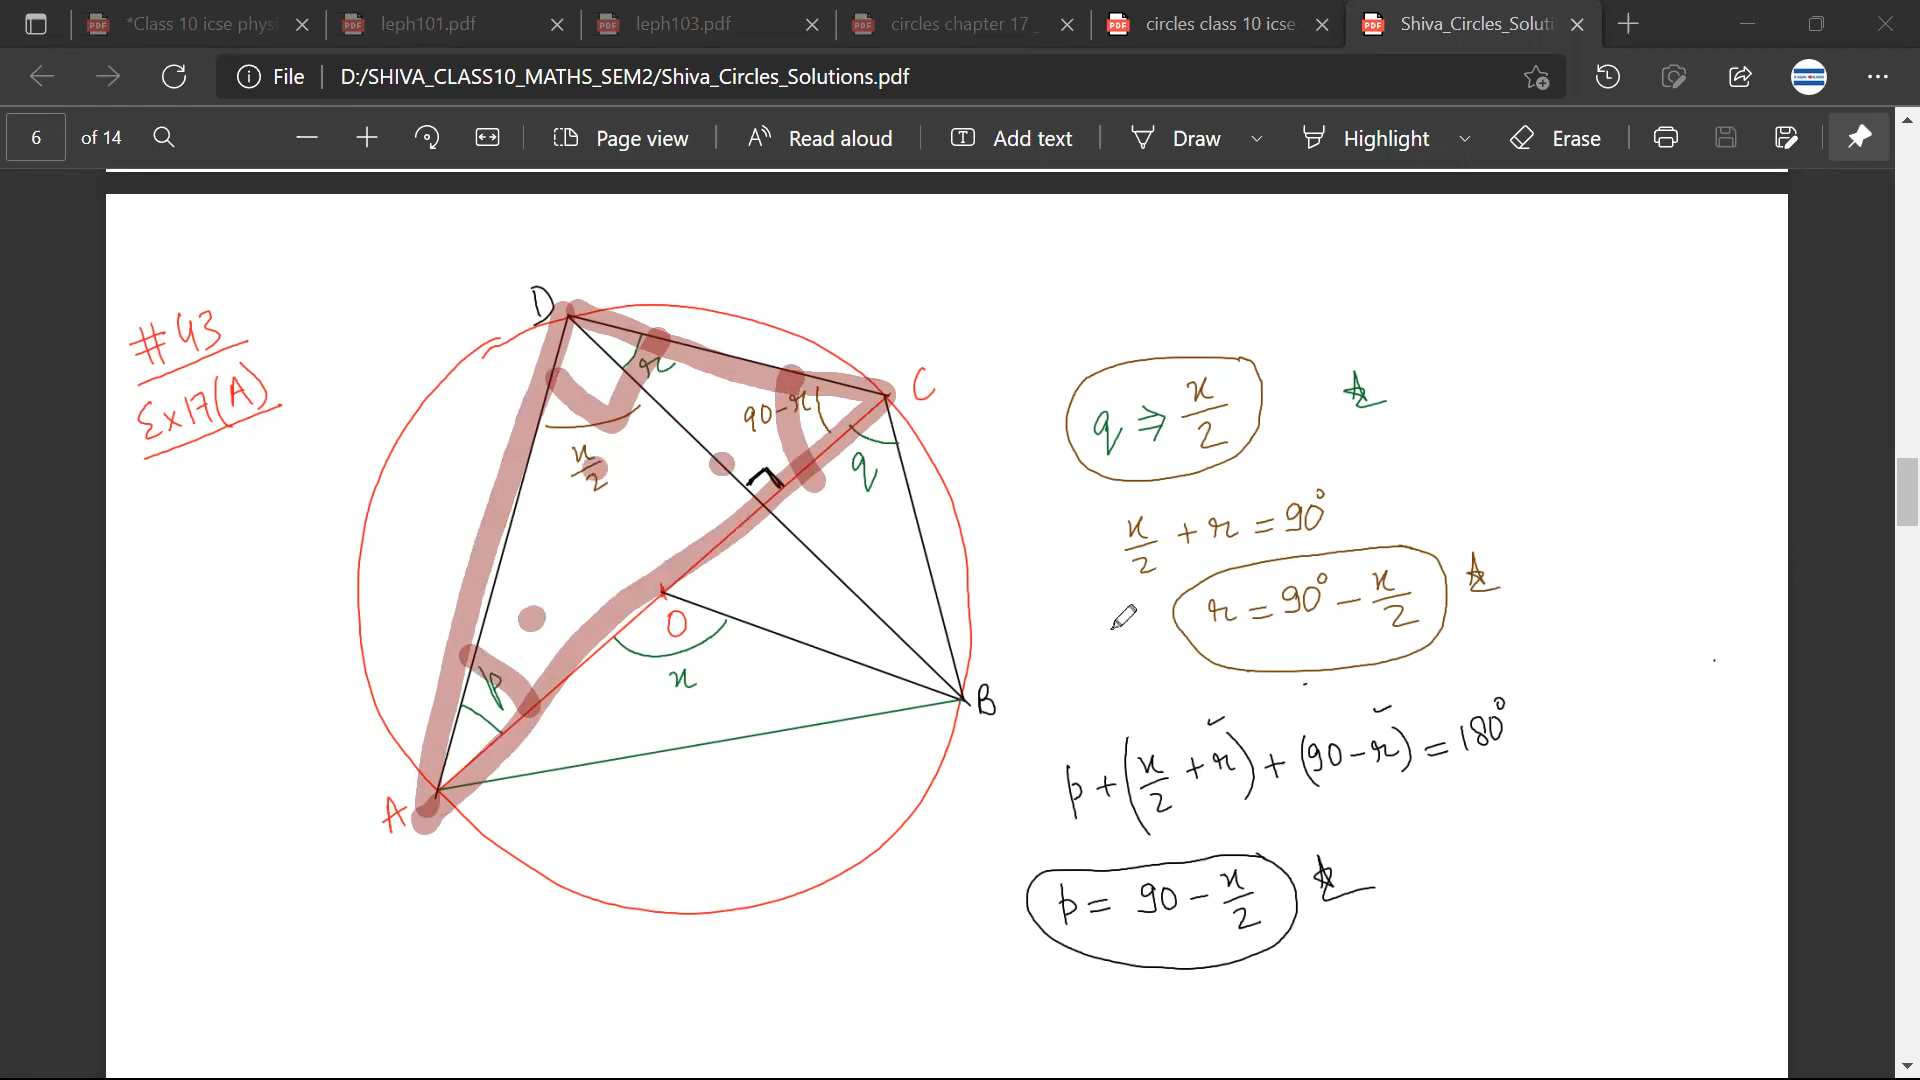 *Class 10 icse physi
leph101.pdf
leph103.pdf
circles chapter 17 _
circles class 10 icse
Shiva_Circles_Soluti
File
D:/SHIVA_CLASS10_MATHS_SEM2/Shiva_Circles_Solutions.pdf
6 of 14
Page view
Read aloud
Add text
Draw
Highlight
Erase
#43
Ex17(A)
D
C
r
90-r
x/2
q
O
x
p
B
A
q ⇒ x/2
x/2 + r = 90°
r = 90° - x/2
p + (x/2 + r) + (90 - r) = 180°
p = 90 - x/2